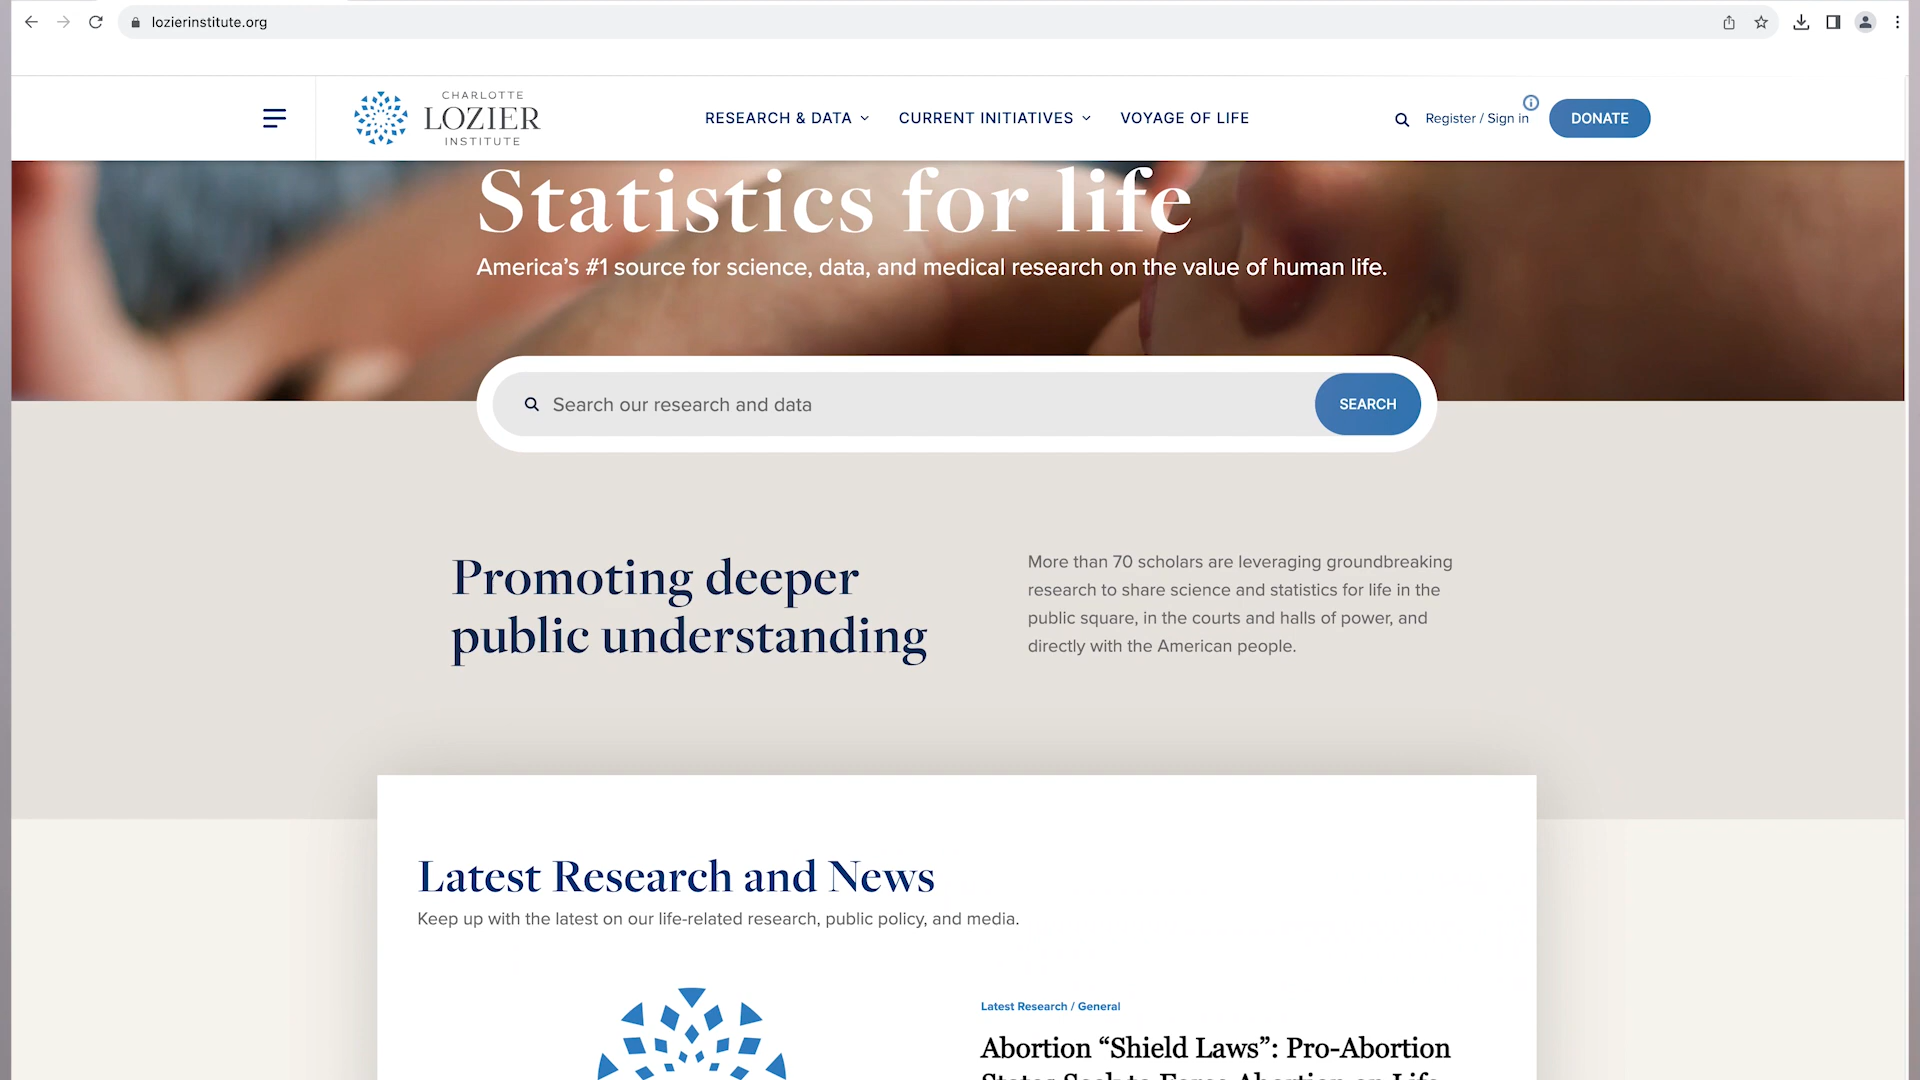 lozierinstitute.org
CHARLOTTE
LOZIER
INSTITUTE
RESEARCH & DATA
CURRENT INITIATIVES
VOYAGE OF LIFE
Register / Sign in
DONATE
Statistics for life
America’s #1 source for science, data, and medical research on the value of human life.
Search our research and data
SEARCH
Promoting deeper
public understanding
More than 70 scholars are leveraging groundbreaking
research to share science and statistics for life in the
public square, in the courts and halls of power, and
directly with the American people.
Latest Research and News
Keep up with the latest on our life-related research, public policy, and media.
Latest Research / General
Abortion “Shield Laws”: Pro-Abortion
States Seek to Force Abortion on Life